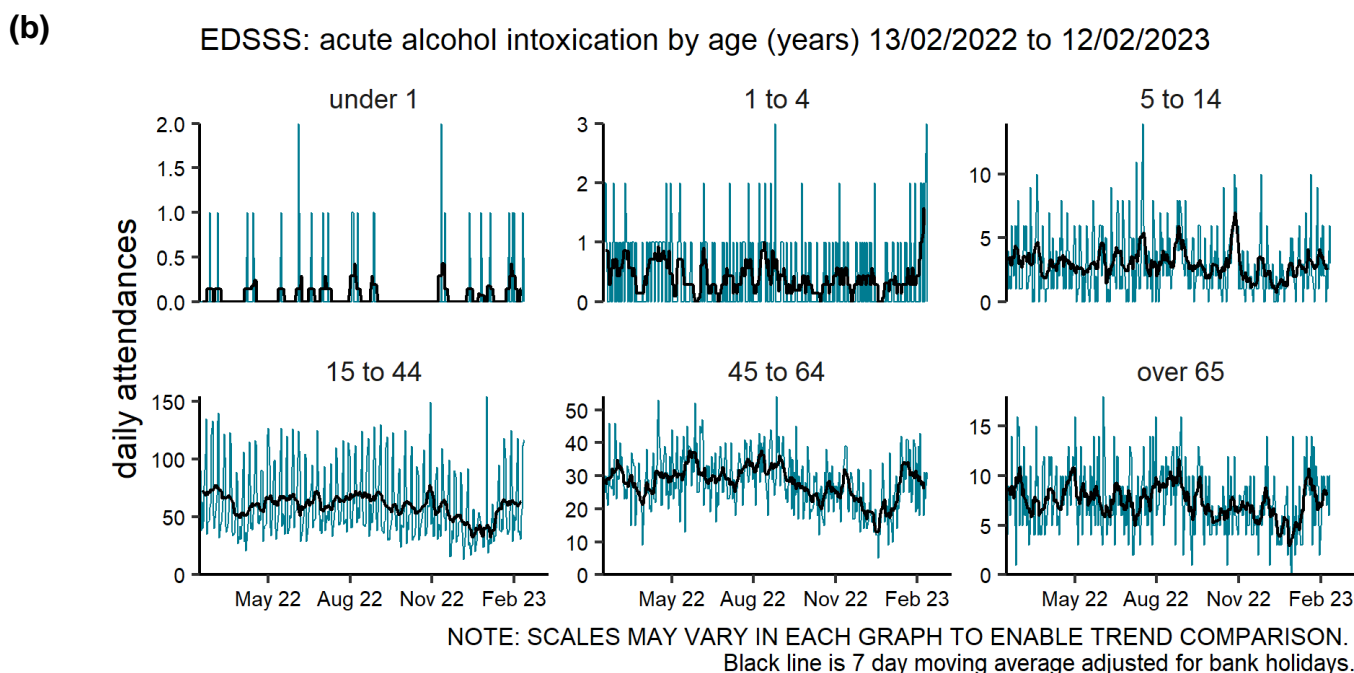 (b)
EDSSS: acute alcohol intoxication by age (years) 13/02/2022 to 12/02/2023
daily attendances
under 1
2.0
1.5
1.0
0.5
0.0
1 to 4
3
2
1
0
5 to 14
10
5
0
15 to 44
150
100
50
0
May 22 Aug 22 Nov 22 Feb 23
45 to 64
50
40
30
20
10
0
May 22 Aug 22 Nov 22 Feb 23
over 65
15
10
5
0
May 22 Aug 22 Nov 22 Feb 23
NOTE: SCALES MAY VARY IN EACH GRAPH TO ENABLE TREND COMPARISON.
Black line is 7 day moving average adjusted for bank holidays.